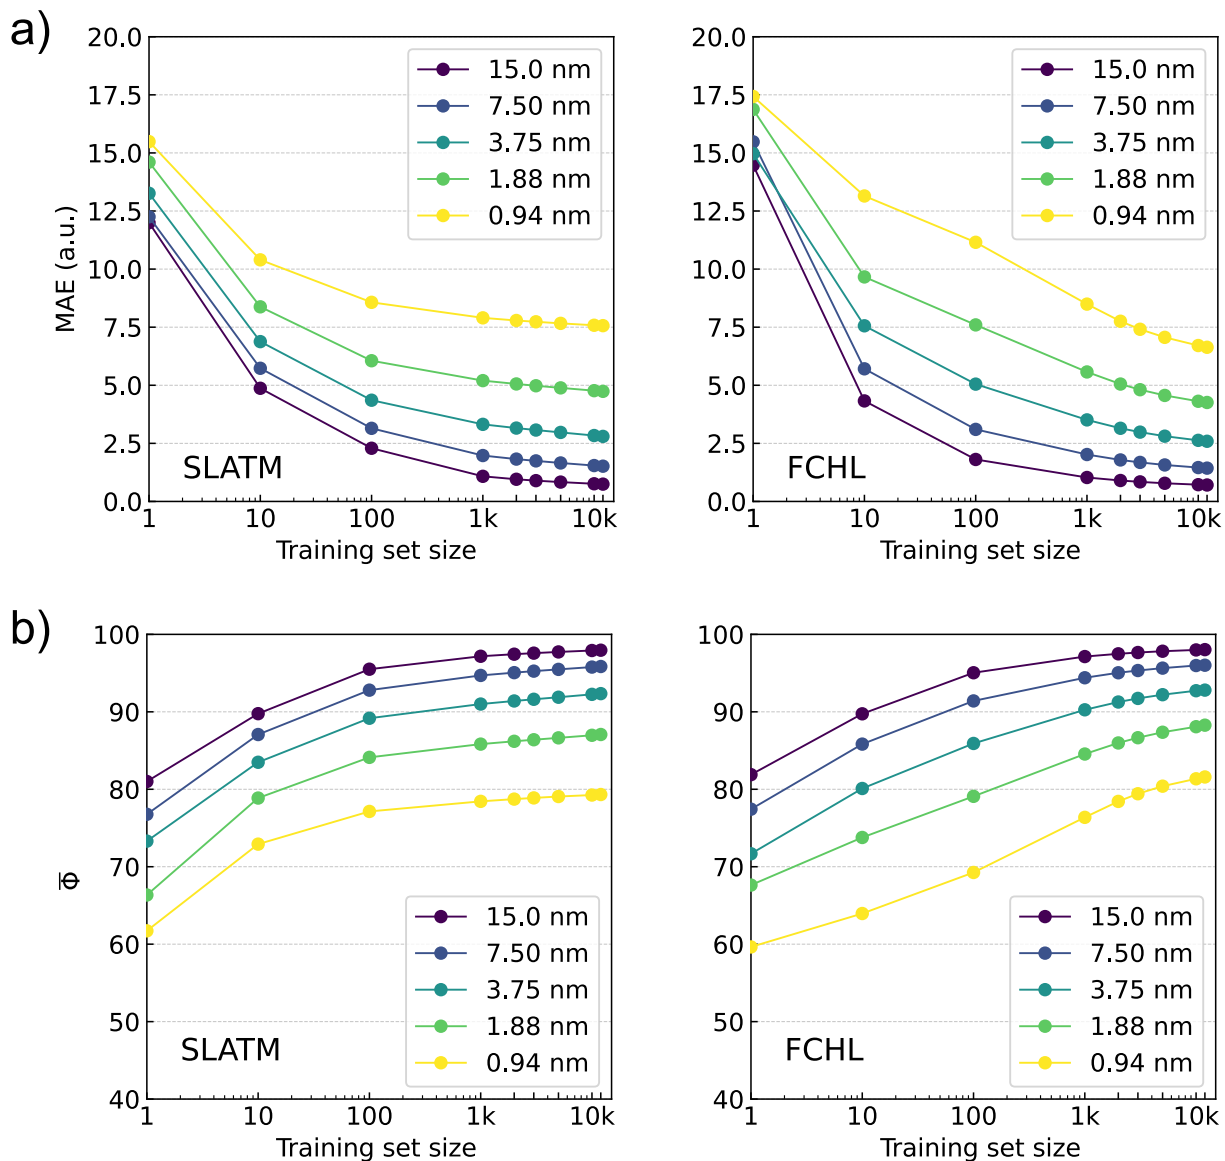 a)
MAE (a.u.)
20.0
17.5
15.0
12.5
10.0
7.5
5.0
2.5
0.0
15.0 nm
7.50 nm
3.75 nm
1.88 nm
0.94 nm
SLATM
1 10 100 1k 10k
Training set size
20.0
17.5
15.0
12.5
10.0
7.5
5.0
2.5
0.0
15.0 nm
7.50 nm
3.75 nm
1.88 nm
0.94 nm
FCHL
1 10 100 1k 10k
Training set size
b)
Φ̅
100
90
80
70
60
50
40
15.0 nm
7.50 nm
3.75 nm
1.88 nm
0.94 nm
SLATM
1 10 100 1k 10k
Training set size
100
90
80
70
60
50
40
15.0 nm
7.50 nm
3.75 nm
1.88 nm
0.94 nm
FCHL
1 10 100 1k 10k
Training set size